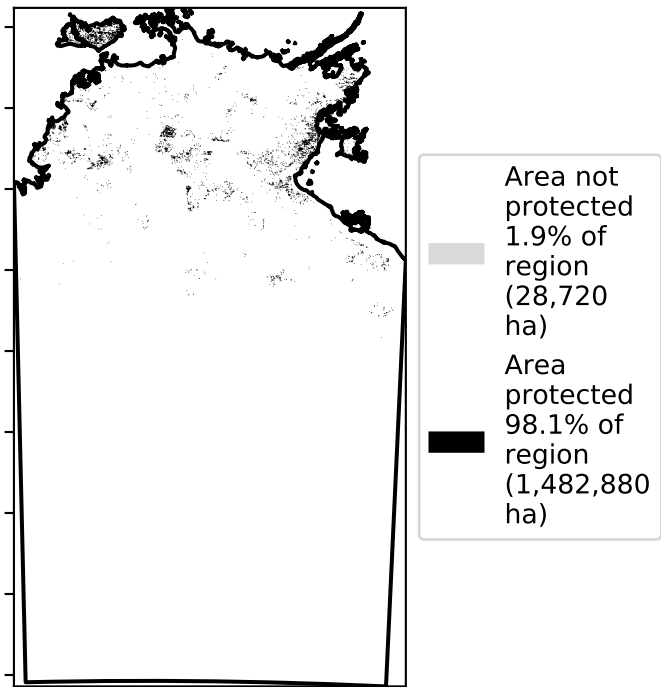 Area not
protected
1.9% of
region
(28,720
ha)
Area
protected
98.1% of
region
(1,482,880
ha)